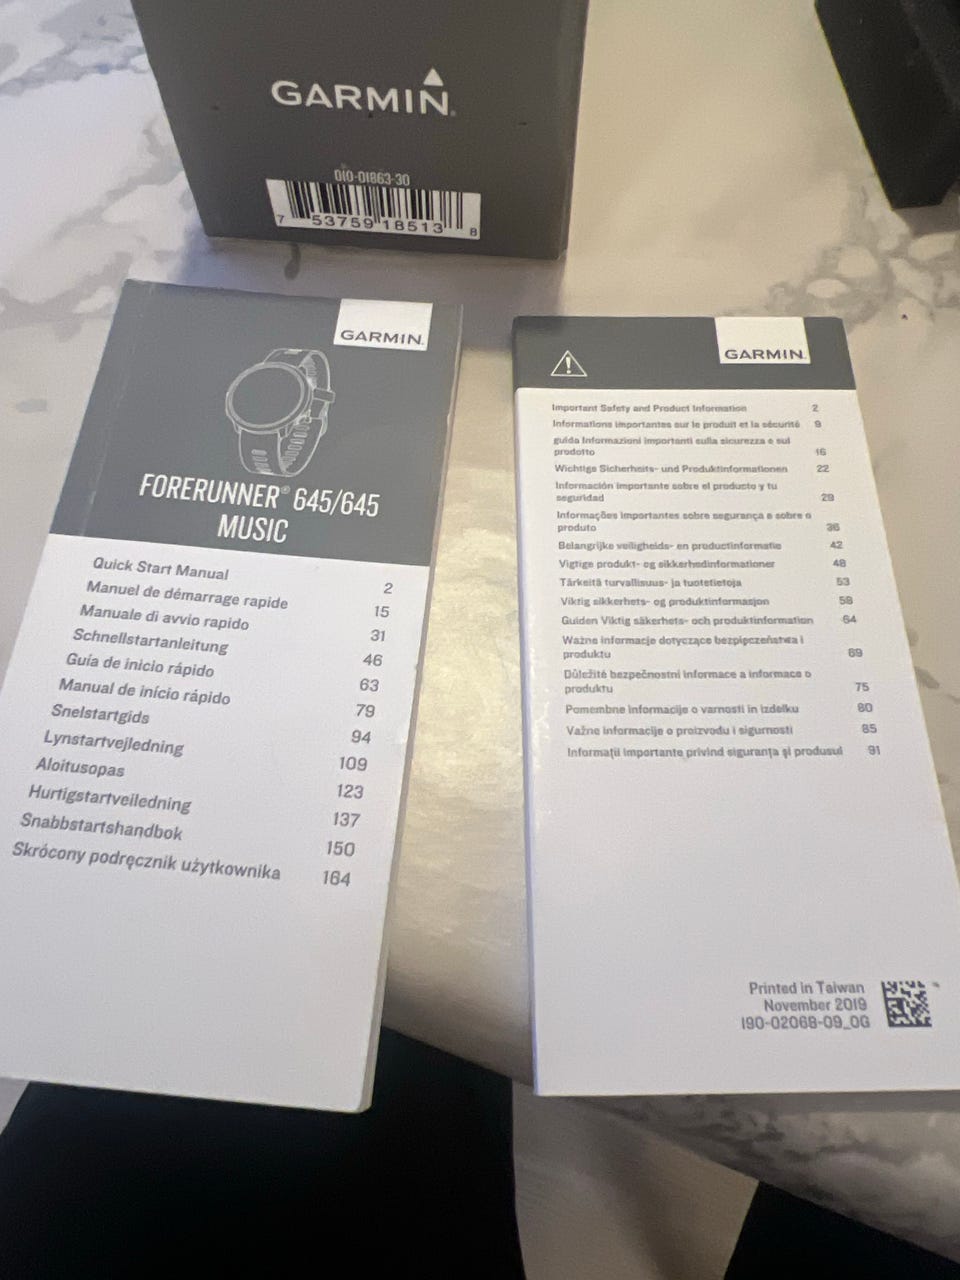 GARMIN.
010-01863-30
7 53759 18513 8
GARMIN.
FORERUNNER® 645/645
MUSIC
Quick Start Manual 2
Manuel de démarrage rapide 15
Manuale di avvio rapido 31
Schnellstartanleitung 46
Guía de inicio rápido 63
Manual de início rápido 79
Snelstartgids 94
Lynstartvejledning 109
Aloitusopas 123
Hurtigstartveiledning 137
Snabbstartshandbok 150
Skrócony podręcznik użytkownika 164
GARMIN.
Important Safety and Product Information 2
Informations importantes sur le produit et la sécurité 9
guida Informazioni importanti sulla sicurezza e sul
prodotto 16
Wichtige Sicherheits- und Produktinformationen 22
Información importante sobre el producto y tu
seguridad 29
Informações importantes sobre segurança e sobre o
produto 36
Belangrijke veiligheids- en productinformatie 42
Vigtige produkt- og sikkerhedinformationer 48
Tärkeitä turvallisuus- ja tuotetietoja 53
Viktig sikkerhets- og produktinformasjon 58
Guiden Viktig säkerhets- och produktinformation 64
Ważne informacje dotyczące bezpieczeństwa i
produktu 69
Důležité bezpečnostní informace a informace o
produktu 75
Pomembne informacije o varnosti in izdelku 80
Važne informacije o proizvodu i sigurnosti 85
Informații importante privind siguranța și produsul 91
Printed in Taiwan
November 2019
190-02068-09_0G